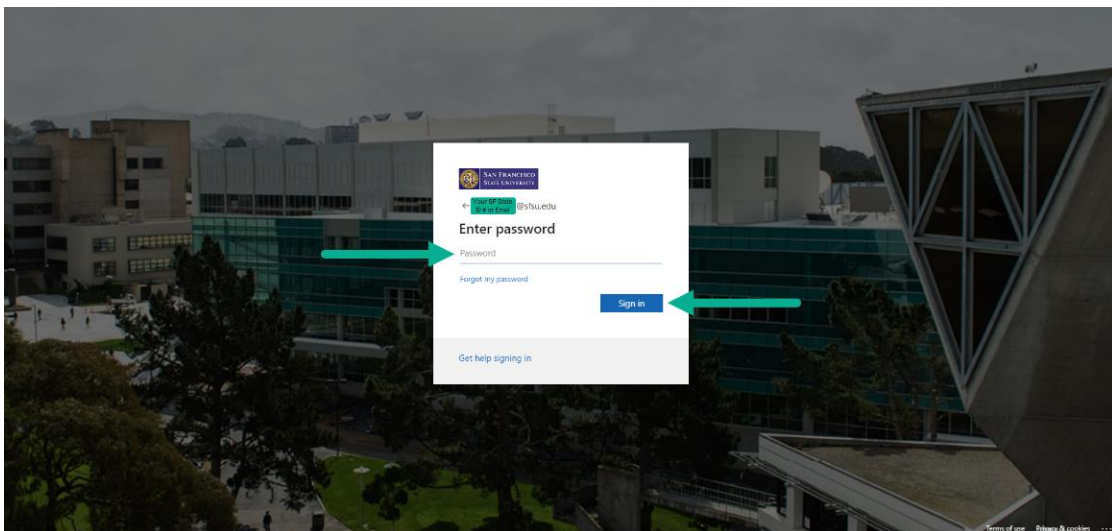 SAN FRANCISCO
STATE UNIVERSITY
← Your SF State
ID # or Email @sfsu.edu
Enter password
Password
Forgot my password
Sign in
Get help signing in
Terms of use Privacy & cookies ...